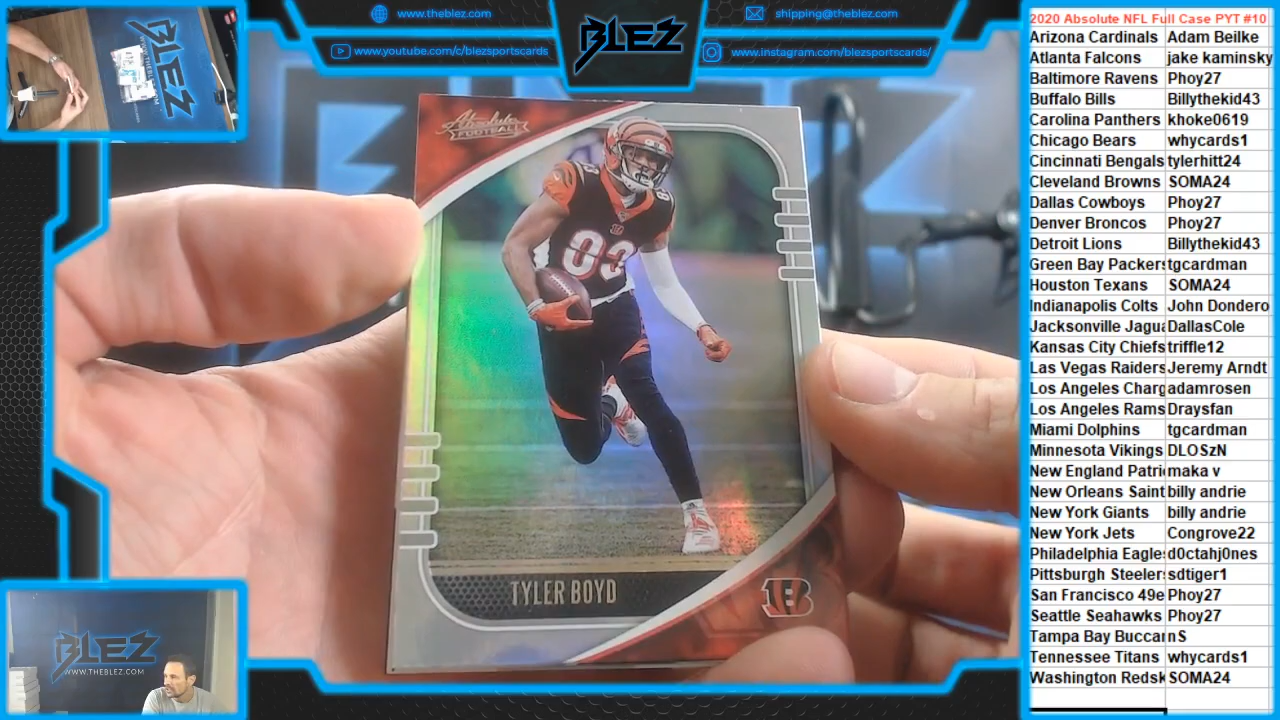 www.theblez.com
www.youtube.com/c/blezsportscards
BLEZ
shipping@theblez.com
www.instagram.com/blezsportscards/
BLEZ
Absolute
FOOTBALL
83
TYLER BOYD
B
BLEZ
WWW.THEBLEZ.COM
2020 Absolute NFL Full Case PYT #10
Arizona Cardinals Adam Beilke
Atlanta Falcons jake kaminsky
Baltimore Ravens Phoy27
Buffalo Bills Billythekid43
Carolina Panthers khoke0619
Chicago Bears whycards1
Cincinnati Bengals tylerhitt24
Cleveland Browns SOMA24
Dallas Cowboys Phoy27
Denver Broncos Phoy27
Detroit Lions Billythekid43
Green Bay Packers tgcardman
Houston Texans SOMA24
Indianapolis Colts John Dondero
Jacksonville Jagua DallasCole
Kansas City Chiefs triffle12
Las Vegas Raiders Jeremy Arndt
Los Angeles Charg adamrosen
Los Angeles Rams Draysfan
Miami Dolphins tgcardman
Minnesota Vikings DLOSzN
New England Patri maka v
New Orleans Saint billy andrie
New York Giants billy andrie
New York Jets Congrove22
Philadelphia Eagle d0ctahj0nes
Pittsburgh Steeler sdtiger1
San Francisco 49e Phoy27
Seattle Seahawks Phoy27
Tampa Bay Buccan nS
Tennessee Titans whycards1
Washington Redsk SOMA24